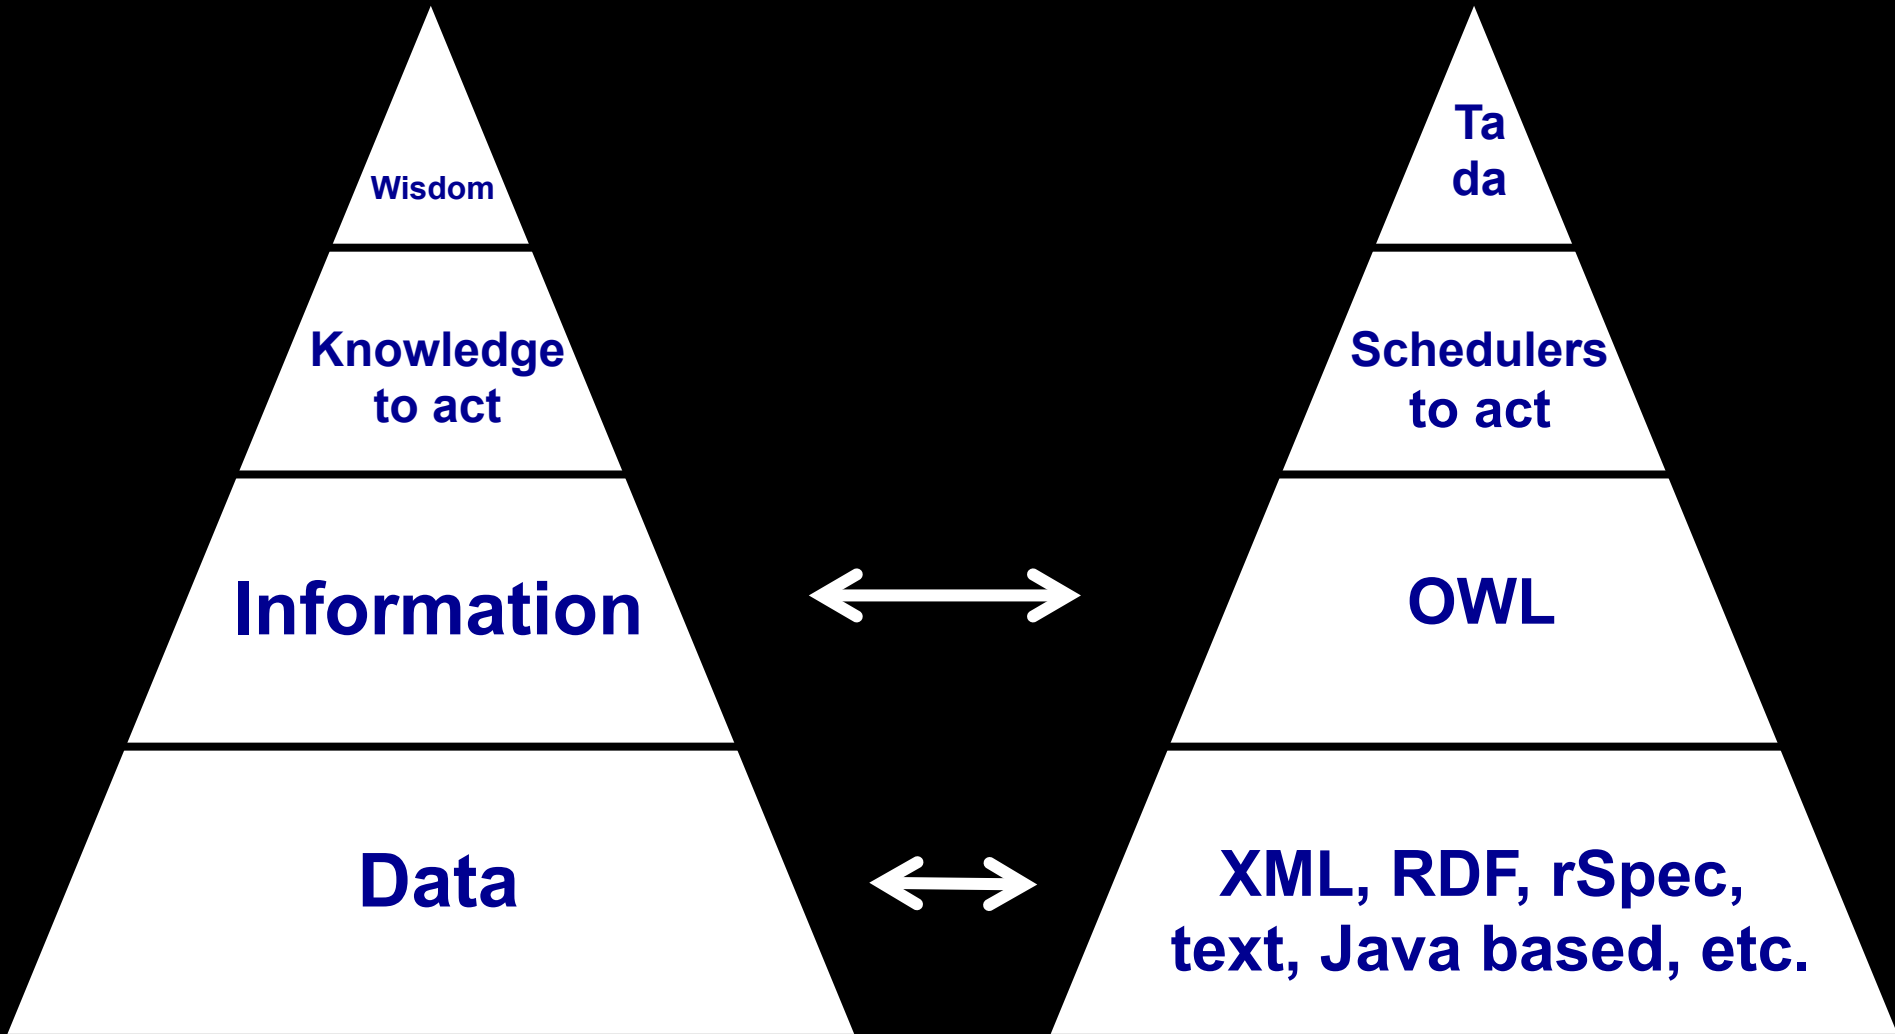 Wisdom
Knowledge
to act
Information
Data
Ta
da
Schedulers
to act
OWL
XML, RDF, rSpec,
text, Java based, etc.